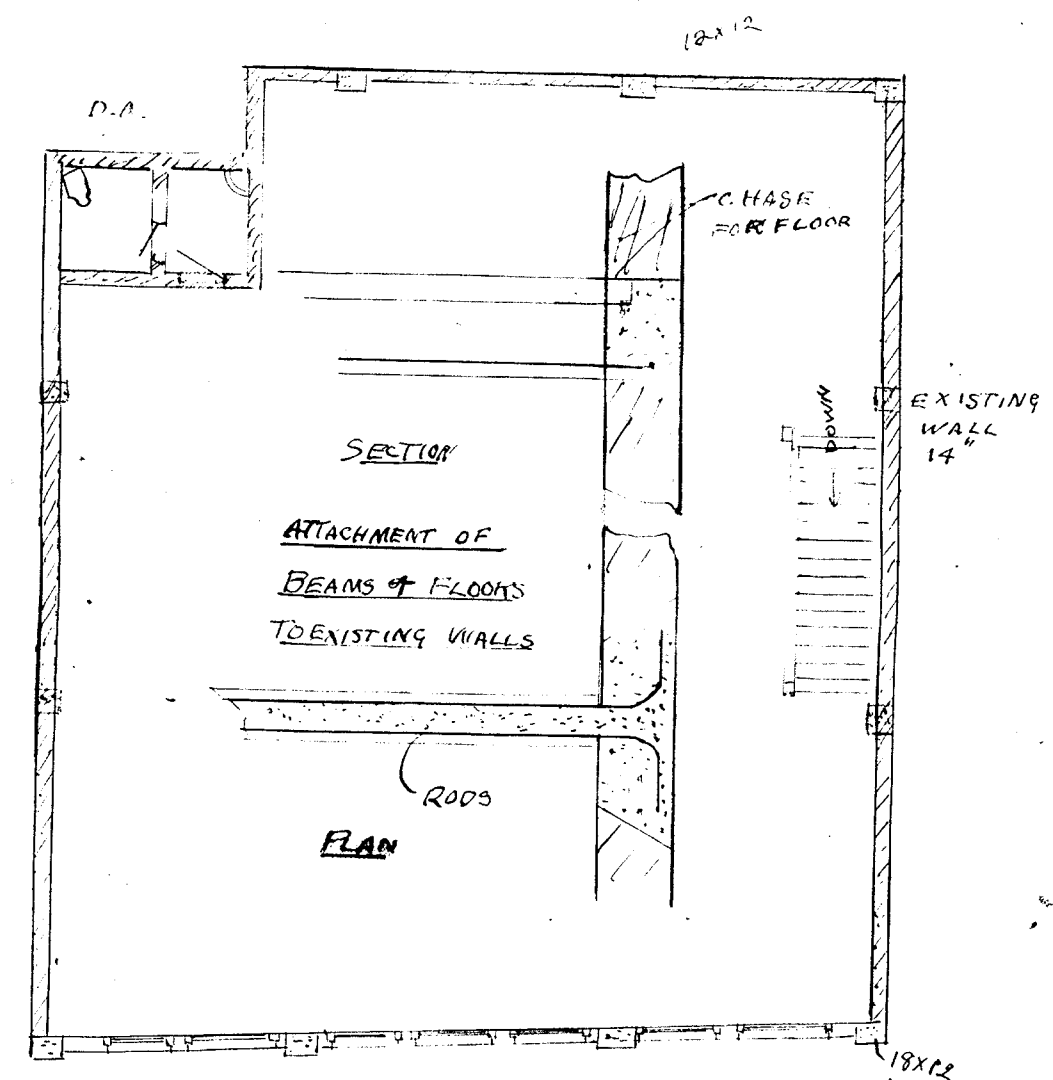 12x12
CHASE
FOR FLOOR
DOWN
EXISTING
WALL
14"
SECTION
ATTACHMENT OF
BEAMS & FLOORS
TO EXISTING WALLS
RODS
PLAN
18X12